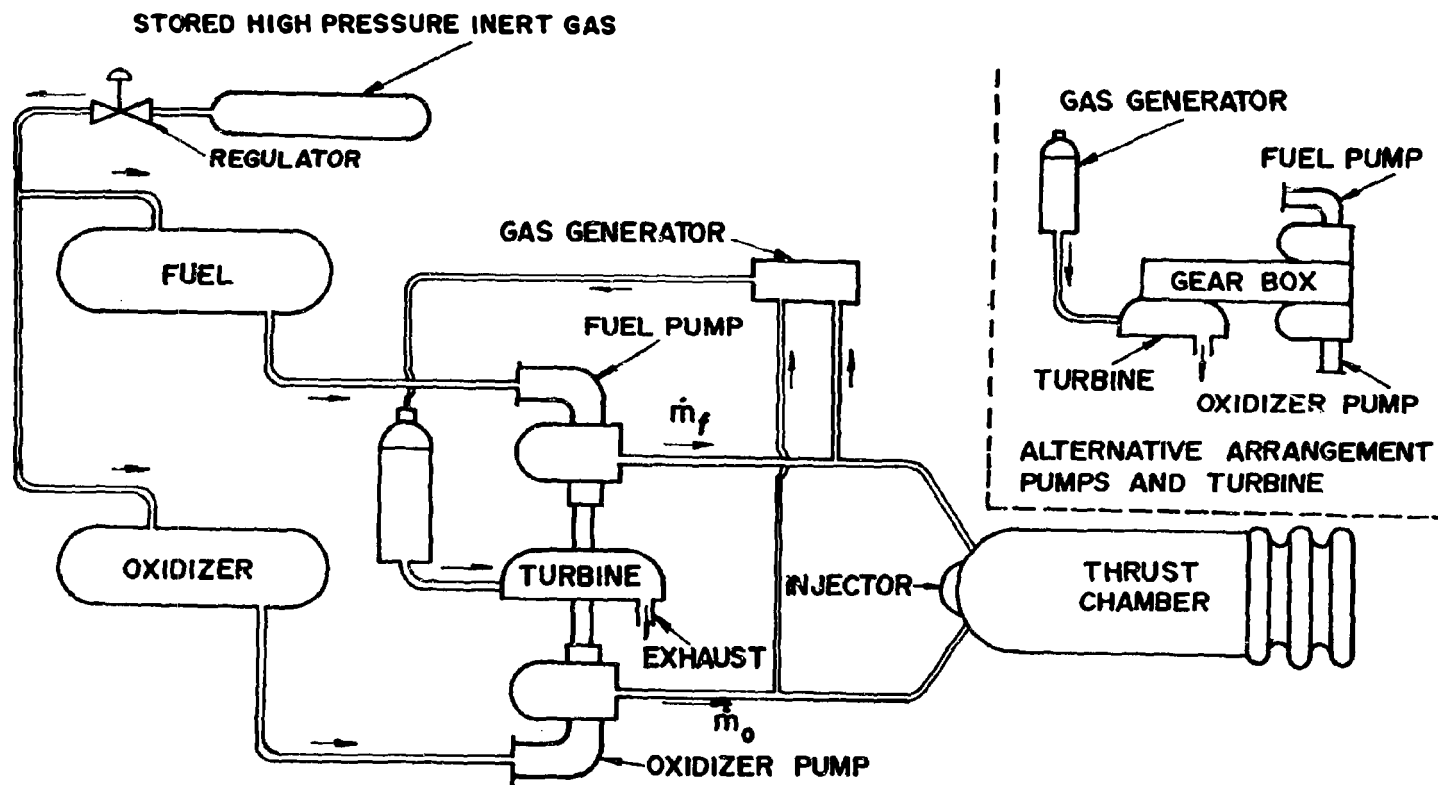 STORED HIGH PRESSURE INERT GAS
REGULATOR
FUEL
GAS GENERATOR
FUEL PUMP
ṁf
OXIDIZER
TURBINE
EXHAUST
ṁo
OXIDIZER PUMP
INJECTOR
THRUST
CHAMBER
GAS GENERATOR
FUEL PUMP
GEAR BOX
TURBINE
OXIDIZER PUMP
ALTERNATIVE ARRANGEMENT
PUMPS AND TURBINE